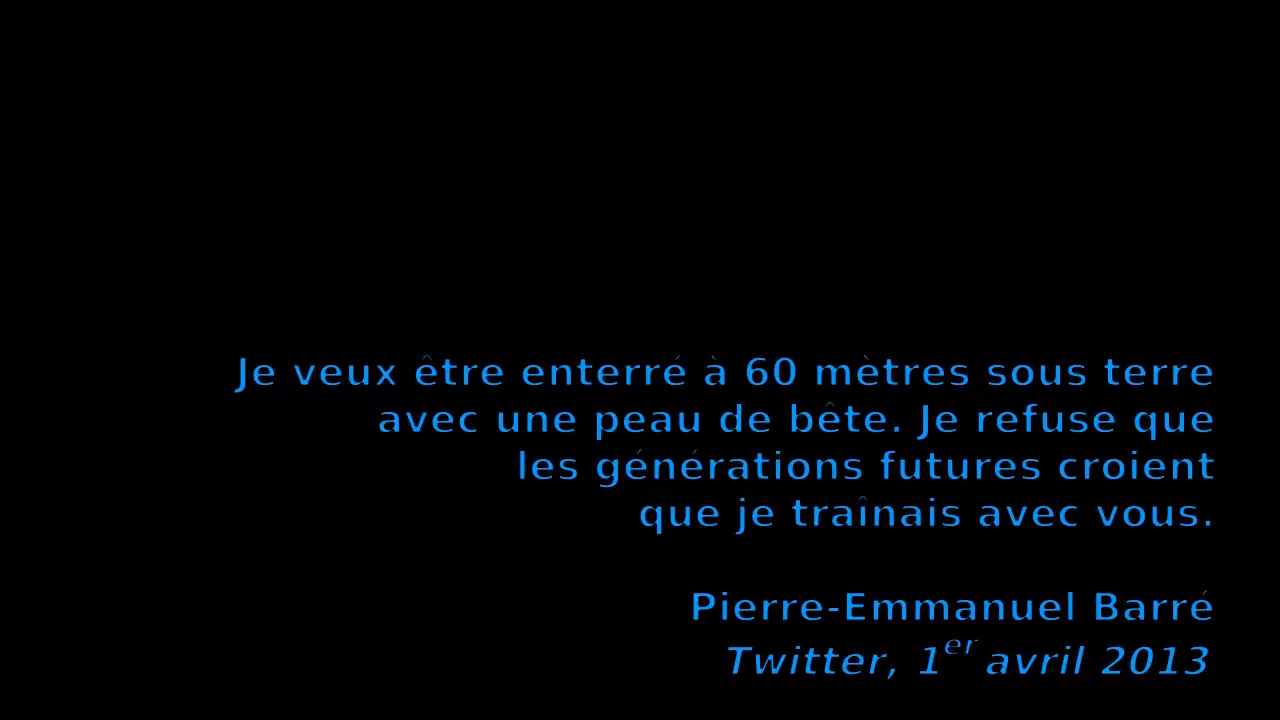 Je veux être enterré à 60 mètres sous terre
avec une peau de bête. Je refuse que
les générations futures croient
que je traînais avec vous.
Pierre-Emmanuel Barré
Twitter, 1er avril 2013